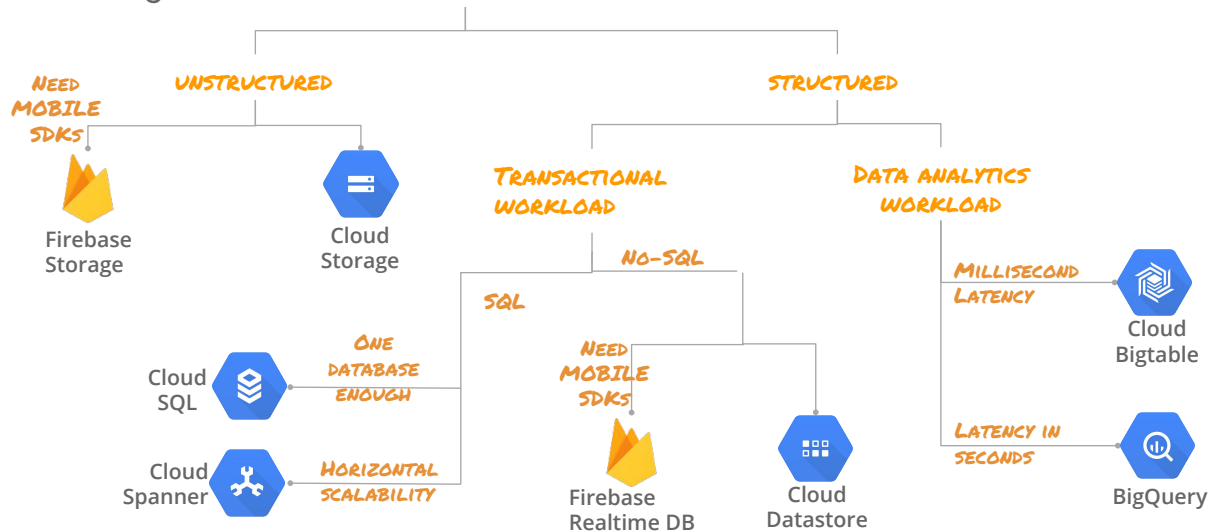 UNSTRUCTURED
STRUCTURED
NEED
MOBILE
SDKs
Firebase
Storage
Cloud
Storage
TRANSACTIONAL
WORKLOAD
DATA ANALYTICS
WORKLOAD
SQL
NO-SQL
MILLISECOND
LATENCY
Cloud
Bigtable
Cloud
SQL
ONE
DATABASE
ENOUGH
NEED
MOBILE
SDKs
Cloud
Spanner
HORIZONTAL
SCALABILITY
Firebase
Realtime DB
Cloud
Datastore
LATENCY IN
SECONDS
BigQuery